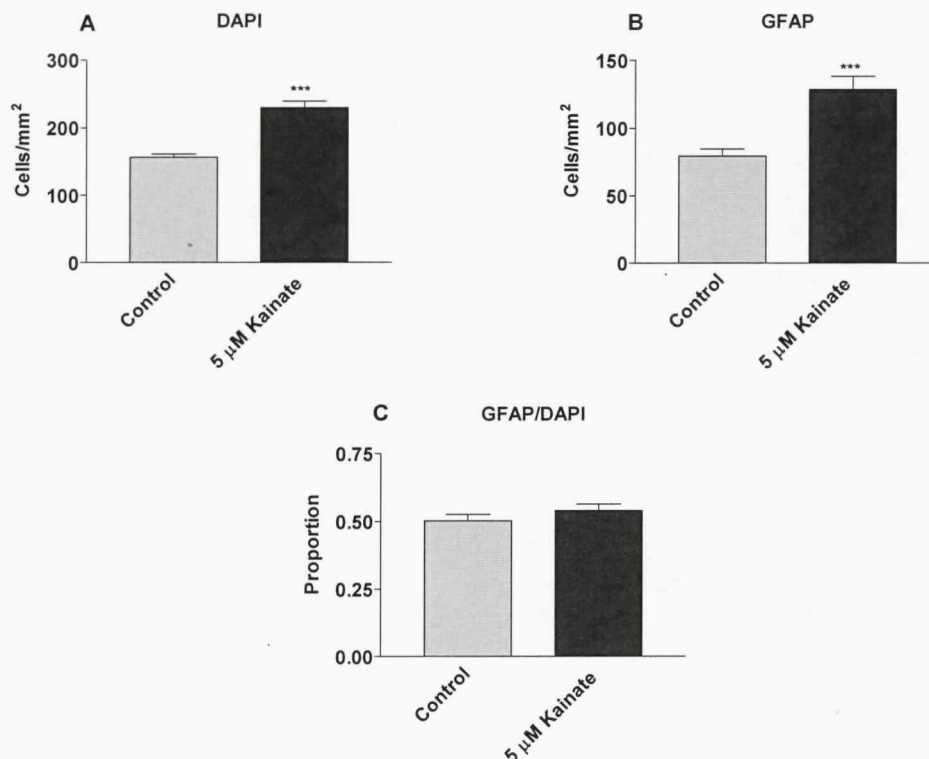 A
DAPI
300
200
100
0
Cells/mm²
***
Control
5 µM Kainate
B
GFAP
150
100
50
0
Cells/mm²
***
Control
5 µM Kainate
C
GFAP/DAPI
0.75
0.50
0.25
0.00
Proportion
Control
5 µM Kainate